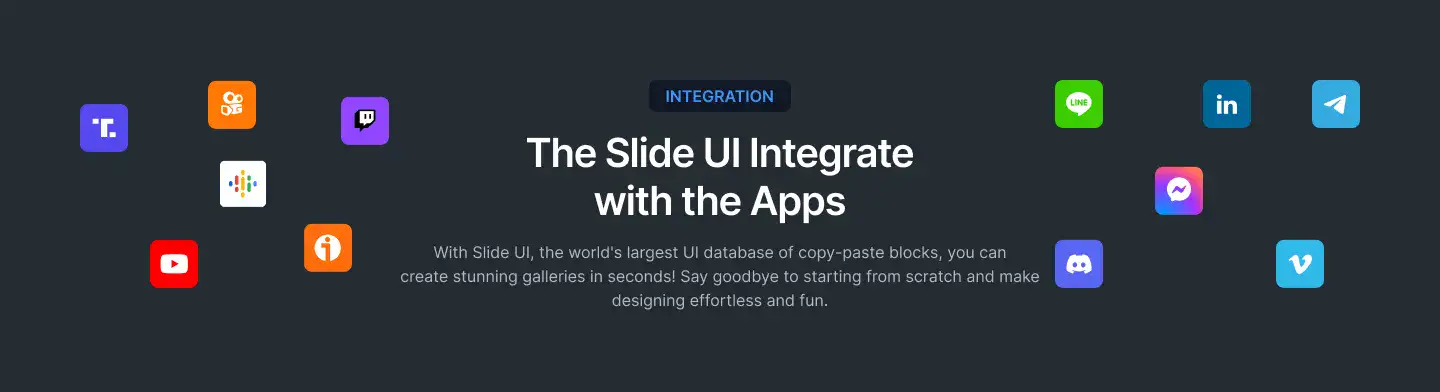 INTEGRATION
The Slide UI Integrate
with the Apps
With Slide UI, the world's largest UI database of copy-paste blocks, you can
create stunning galleries in seconds! Say goodbye to starting from scratch and make
designing effortless and fun.
T.
LINE
in